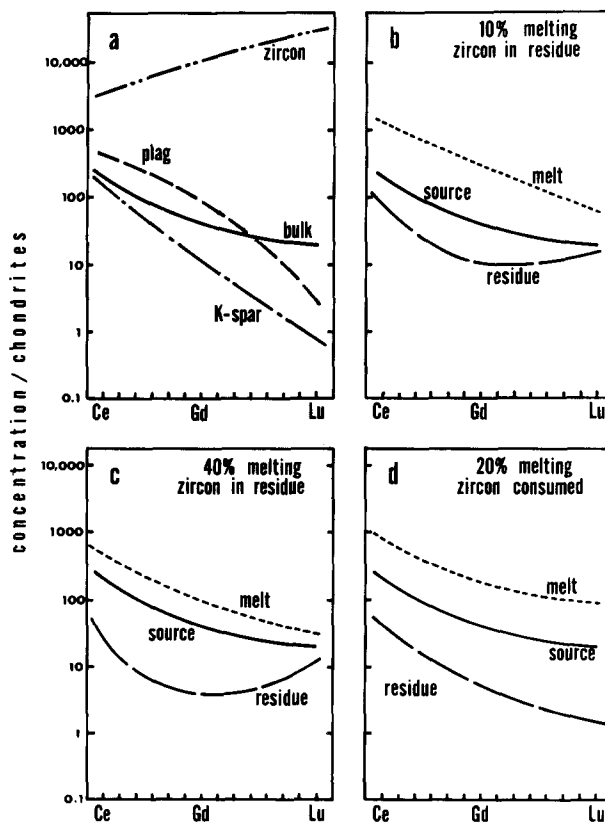 concentration/chondrites
a
zircon
plag
bulk
K-spar
10,000
1000
100
10
1
0.1
Ce
Gd
Lu
b
10% melting
zircon in residue
melt
source
residue
Ce
Gd
Lu
c
40% melting
zircon in residue
melt
source
residue
10,000
1000
100
10
1
0.1
Ce
Gd
Lu
d
20% melting
zircon consumed
melt
source
residue
Ce
Gd
Lu